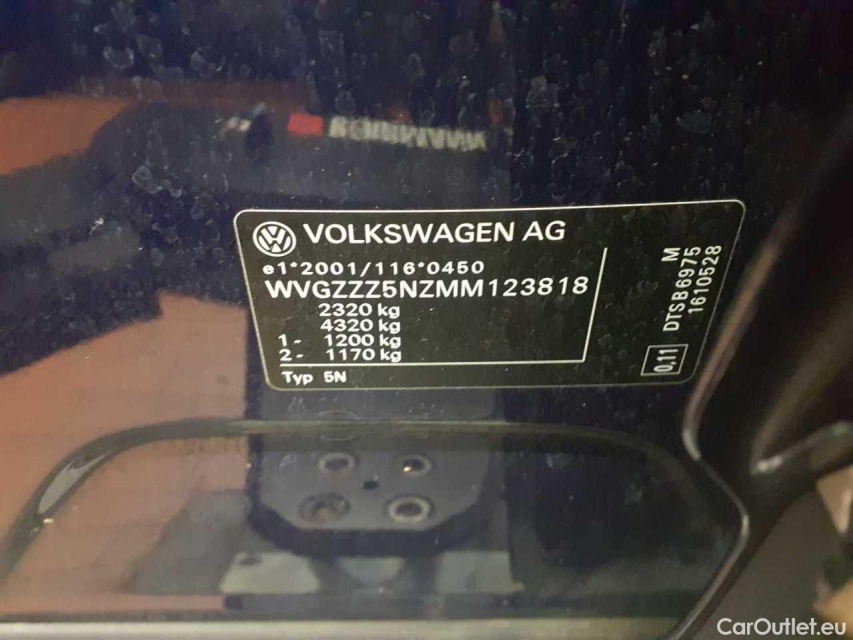 VOLKSWAGEN AG
e1*2001/116*0450
WVGZZZ5NZMM123818
2320 kg
4320 kg
1- 1200 kg
2- 1170 kg
Typ 5N
M
DTSB6975
1610528
0,11
CarOutlet.eu